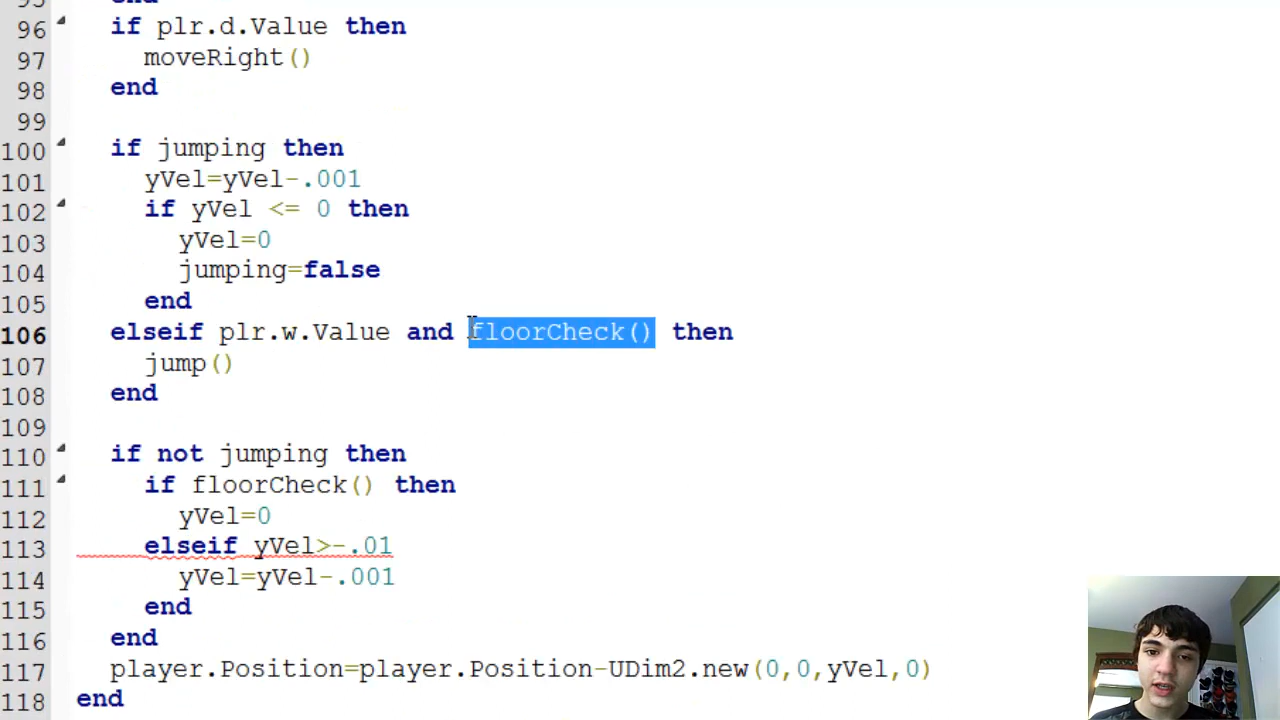 95 end
96 if plr.d.Value then
97 moveRight()
98 end
99
100 if jumping then
101 yVel=yVel-.001
102 if yVel <= 0 then
103 yVel=0
104 jumping=false
105 end
106 elseif plr.w.Value and floorCheck() then
107 jump()
108 end
109
110 if not jumping then
111 if floorCheck() then
112 yVel=0
113 elseif yVel>-.01
114 yVel=yVel-.001
115 end
116 end
117 player.Position=player.Position-UDim2.new(0,0,yVel,0)
118 end